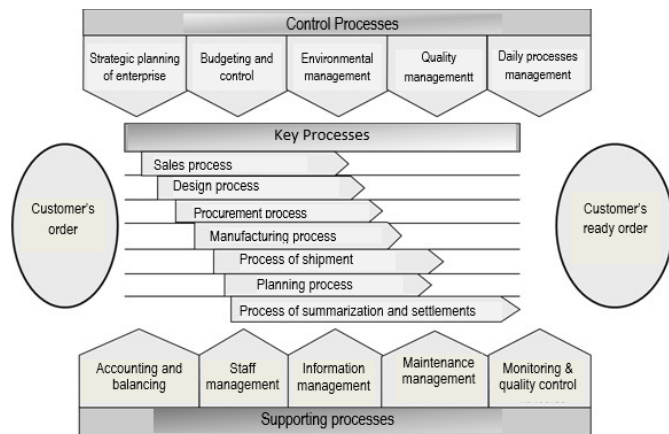 Control Processes
Strategic planning
of enterprise
Budgeting and
control
Environmental
management
Quality
managementt
Daily processes
management
Key Processes
Sales process
Design process
Procurement process
Manufacturing process
Process of shipment
Planning process
Process of summarization and settlements
Customer's
order
Customer's
ready order
Accounting and
balancing
Staff
management
Information
management
Maintenance
management
Monitoring &
quality control
Supporting processes